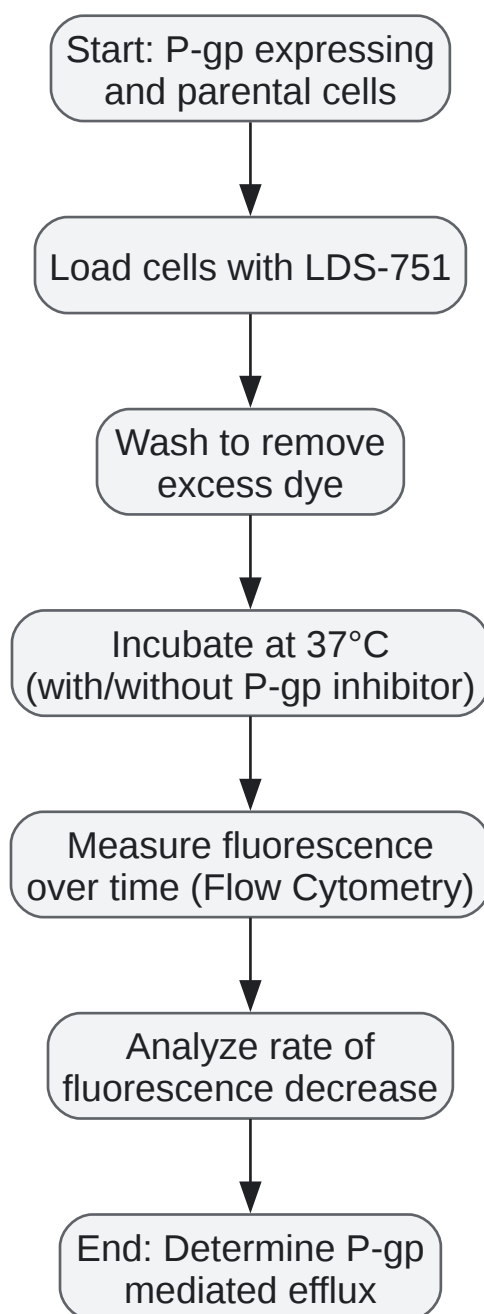 Start: P-gp expressing
and parental cells
Load cells with LDS-751
Wash to remove
excess dye
Incubate at 37°C
(with/without P-gp inhibitor)
Measure fluorescence
over time (Flow Cytometry)
Analyze rate of
fluorescence decrease
End: Determine P-gp
mediated efflux